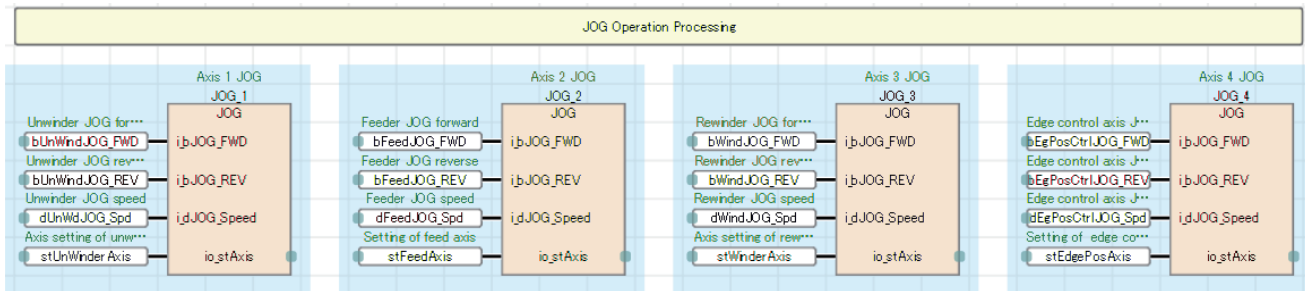 JOG Operation Processing
Axis 1 JOG
JOG_1
JOG
Unwinder JOG for…
bUnWindJOG_FWD
i_bJOG_FWD
Unwinder JOG rev…
bUnWindJOG_REV
i_bJOG_REV
Unwinder JOG speed
dUnWdJOG_Spd
i_dJOG_Speed
Axis setting of unw…
stUnWinderAxis
io_stAxis
Axis 2 JOG
JOG_2
JOG
Feeder JOG forward
bFeedJOG_FWD
i_bJOG_FWD
Feeder JOG reverse
bFeedJOG_REV
i_bJOG_REV
Feeder JOG speed
dFeedJOG_Spd
i_dJOG_Speed
Setting of feed axis
stFeedAxis
io_stAxis
Axis 3 JOG
JOG_3
JOG
Rewinder JOG for…
bWindJOG_FWD
i_bJOG_FWD
Rewinder JOG rev…
bWindJOG_REV
i_bJOG_REV
Rewinder JOG speed
dWindJOG_Spd
i_dJOG_Speed
Axis setting of rew…
stWinderAxis
io_stAxis
Axis 4 JOG
JOG_4
JOG
Edge control axis J…
bEgPosCtrlJOG_FWD
i_bJOG_FWD
Edge control axis J…
bEgPosCtrlJOG_REV
i_bJOG_REV
Edge control axis J…
dEgPosCtrlJOG_Spd
i_dJOG_Speed
Setting of edge co…
stEdgePosAxis
io_stAxis